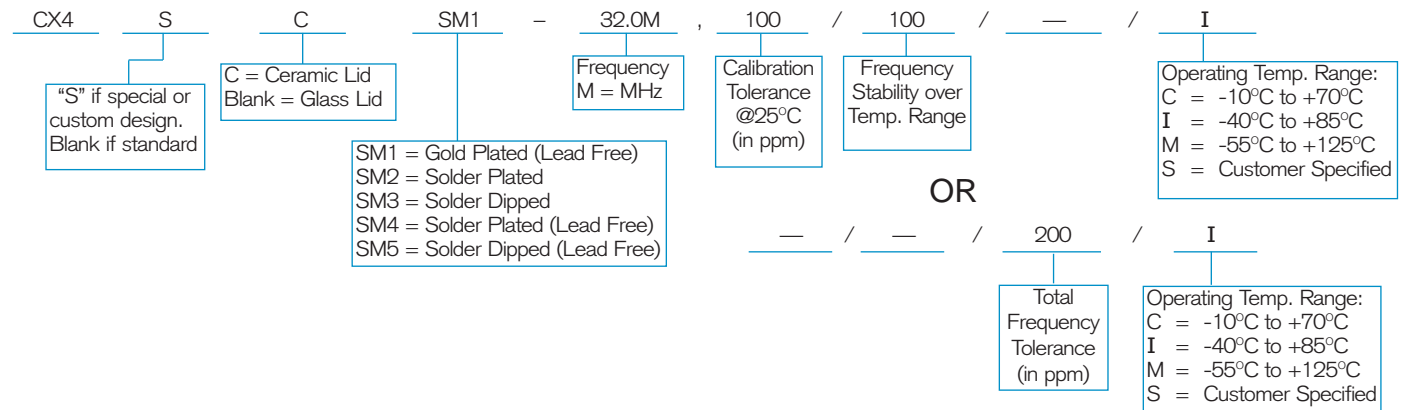 CX4 S C SM1 – 32.0M , 100 / 100 / — / I
“S” if special or
custom design.
Blank if standard
C = Ceramic Lid
Blank = Glass Lid
SM1 = Gold Plated (Lead Free)
SM2 = Solder Plated
SM3 = Solder Dipped
SM4 = Solder Plated (Lead Free)
SM5 = Solder Dipped (Lead Free)
Frequency
M = MHz
Calibration
Tolerance
@25°C
(in ppm)
Frequency
Stability over
Temp. Range
Operating Temp. Range:
C = -10°C to +70°C
I = -40°C to +85°C
M = -55°C to +125°C
S = Customer Specified
OR
— / — / 200 / I
Total
Frequency
Tolerance
(in ppm)
Operating Temp. Range:
C = -10°C to +70°C
I = -40°C to +85°C
M = -55°C to +125°C
S = Customer Specified